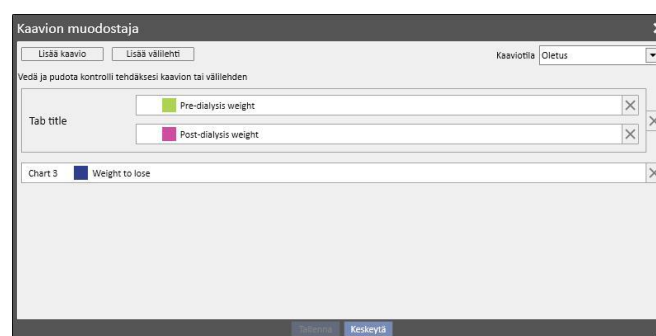 Kaavion muodostaja
Lisää kaavio Lisää välilehti Kaaviotila Oletus
Vedä ja pudota kontrolli tehdäksesi kaavion tai välilehden
Pre-dialysis weight
Tab title
Post-dialysis weight
Chart 3 Weight to lose
Keskeytä